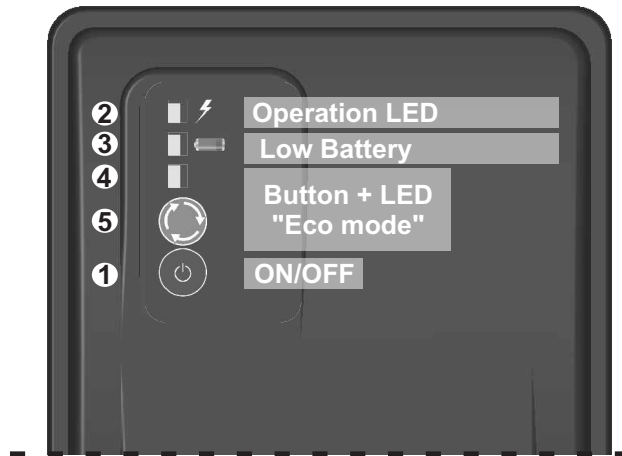 2 Operation LED
3 Low Battery
4
Button + LED
5 "Eco mode"
1 ON/OFF